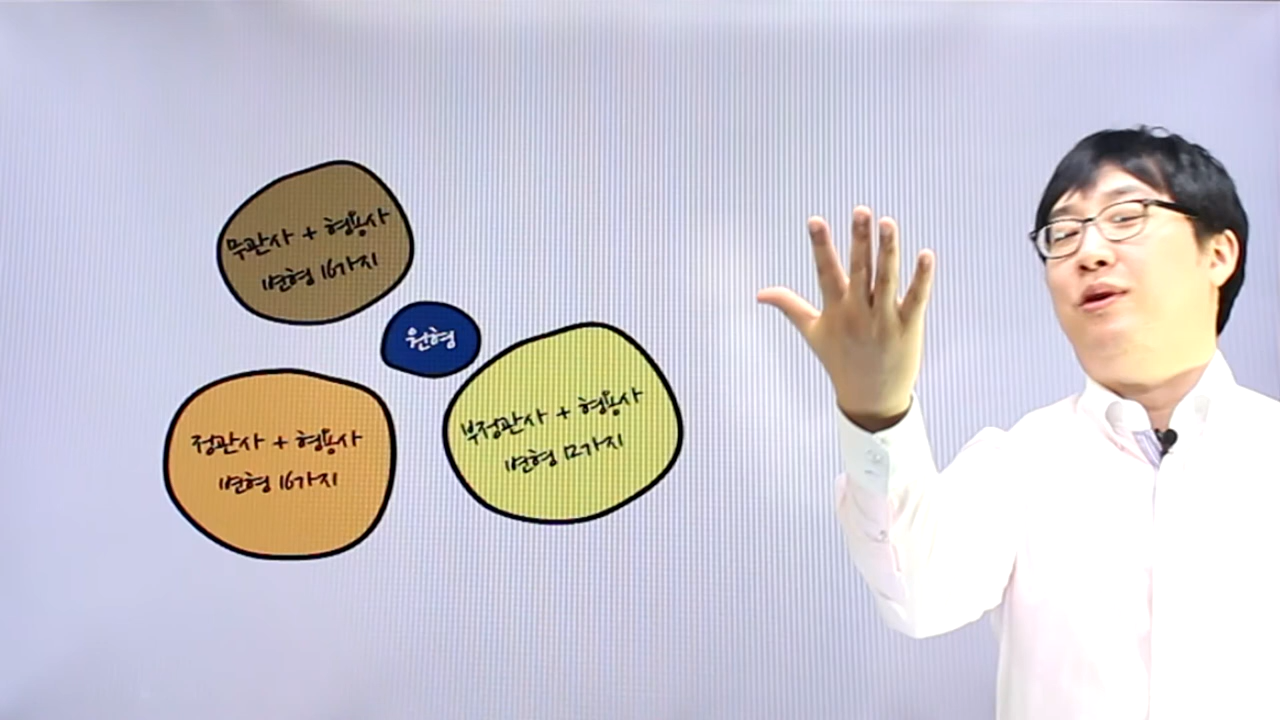 무관사 + 형용사
변형 16가지
원형
정관사 + 형용사
변형 16가지
부정관사 + 형용사
변형 12가지